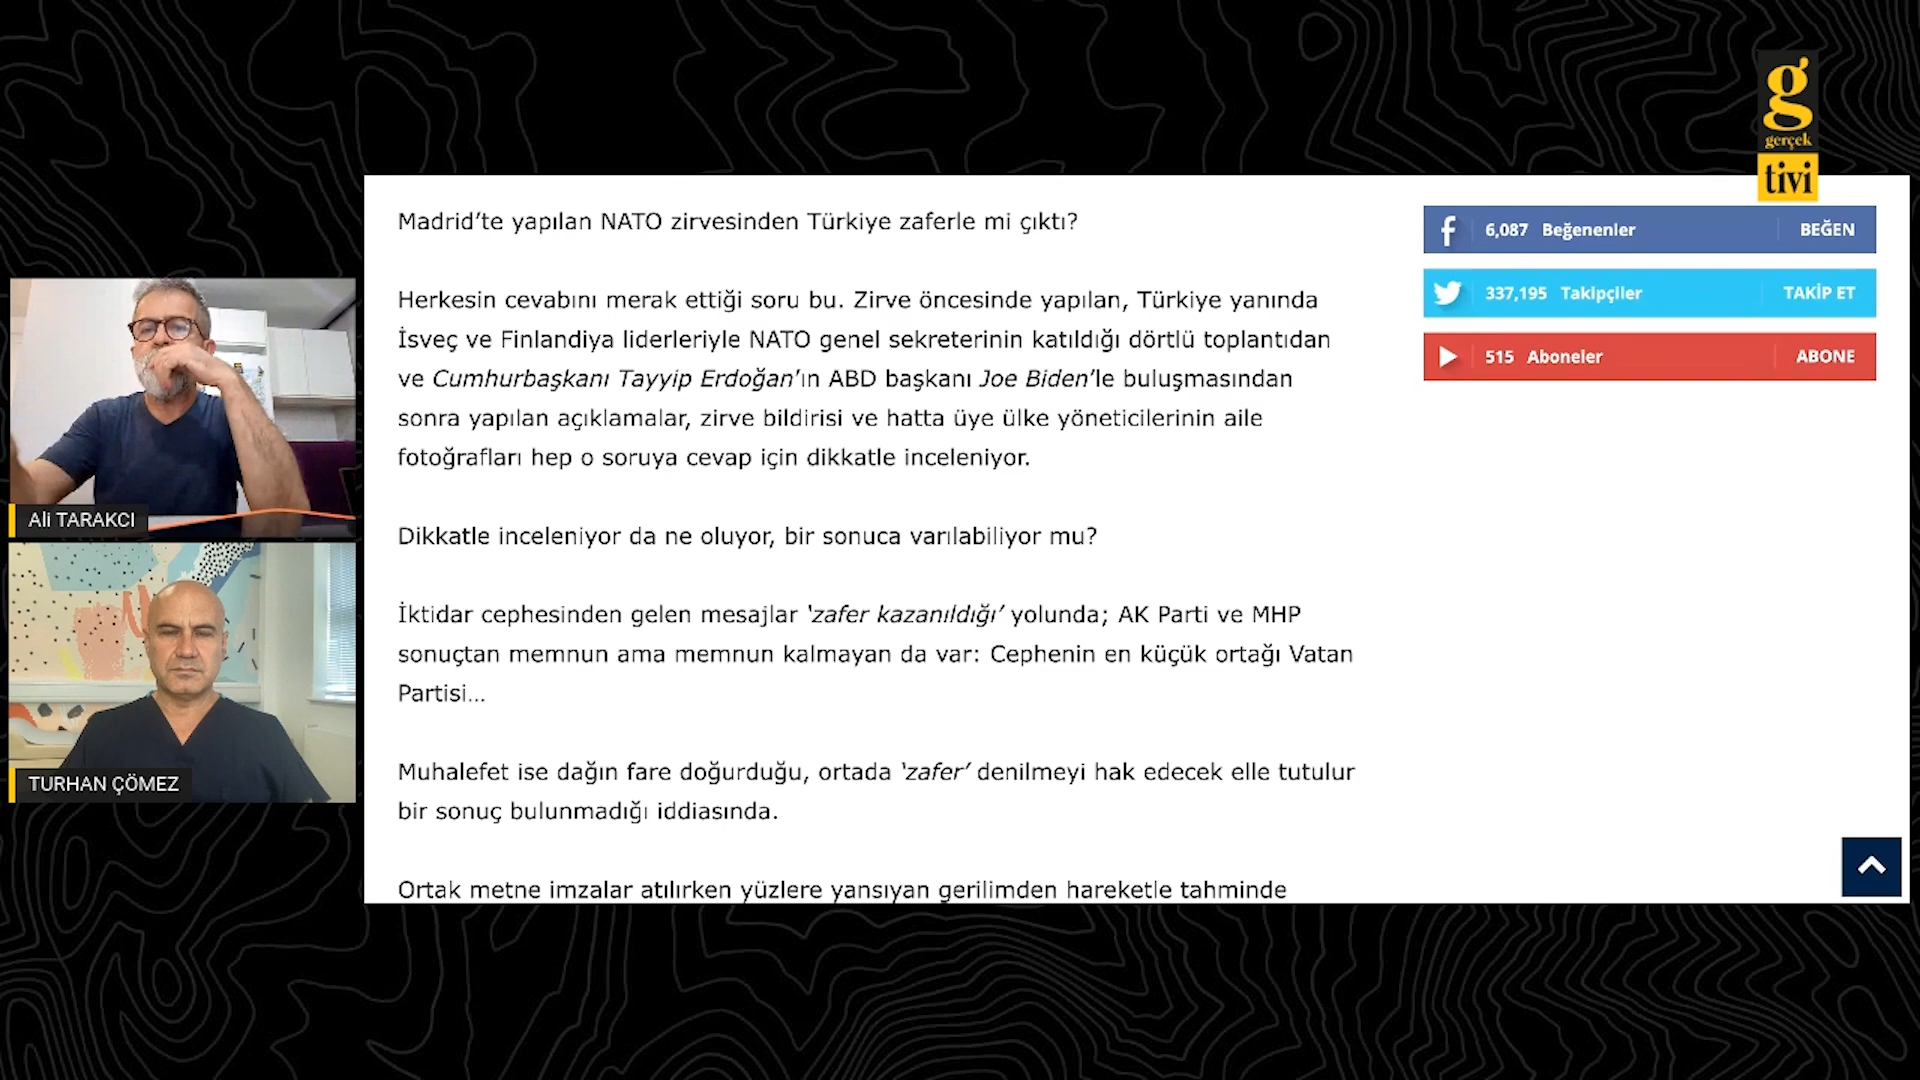 g
gerçek
tivi
Madrid’te yapılan NATO zirvesinden Türkiye zaferle mi çıktı?
Herkesin cevabını merak ettiği soru bu. Zirve öncesinde yapılan, Türkiye yanında
İsveç ve Finlandiya liderleriyle NATO genel sekreterinin katıldığı dörtlü toplantıdan
ve Cumhurbaşkanı Tayyip Erdoğan’ın ABD başkanı Joe Biden’le buluşmasından
sonra yapılan açıklamalar, zirve bildirisi ve hatta üye ülke yöneticilerinin aile
fotoğrafları hep o soruya cevap için dikkatle inceleniyor.
Dikkatle inceleniyor da ne oluyor, bir sonuca varılabiliyor mu?
İktidar cephesinden gelen mesajlar ‘zafer kazanıldığı’ yolunda; AK Parti ve MHP
sonuçtan memnun ama memnun kalmayan da var: Cephenin en küçük ortağı Vatan
Partisi…
Muhalefet ise dağın fare doğurduğu, ortada ‘zafer’ denilmeyi hak edecek elle tutulur
bir sonuç bulunmadığı iddiasında.
Ortak metne imzalar atılırken yüzlere yansıyan gerilimden hareketle tahminde
6,087 Beğenenler BEĞEN
337,195 Takipçiler TAKİP ET
515 Aboneler ABONE
Ali TARAKCI
TURHAN ÇÖMEZ